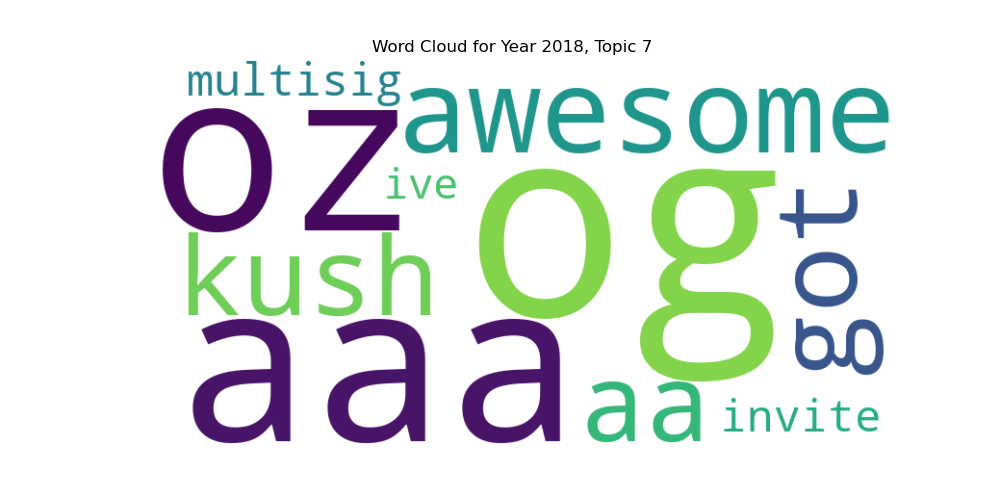 Word Cloud for Year 2018, Topic 7
multisig
awesome
oz
ive
og
got
kush
aaa
aa
invite